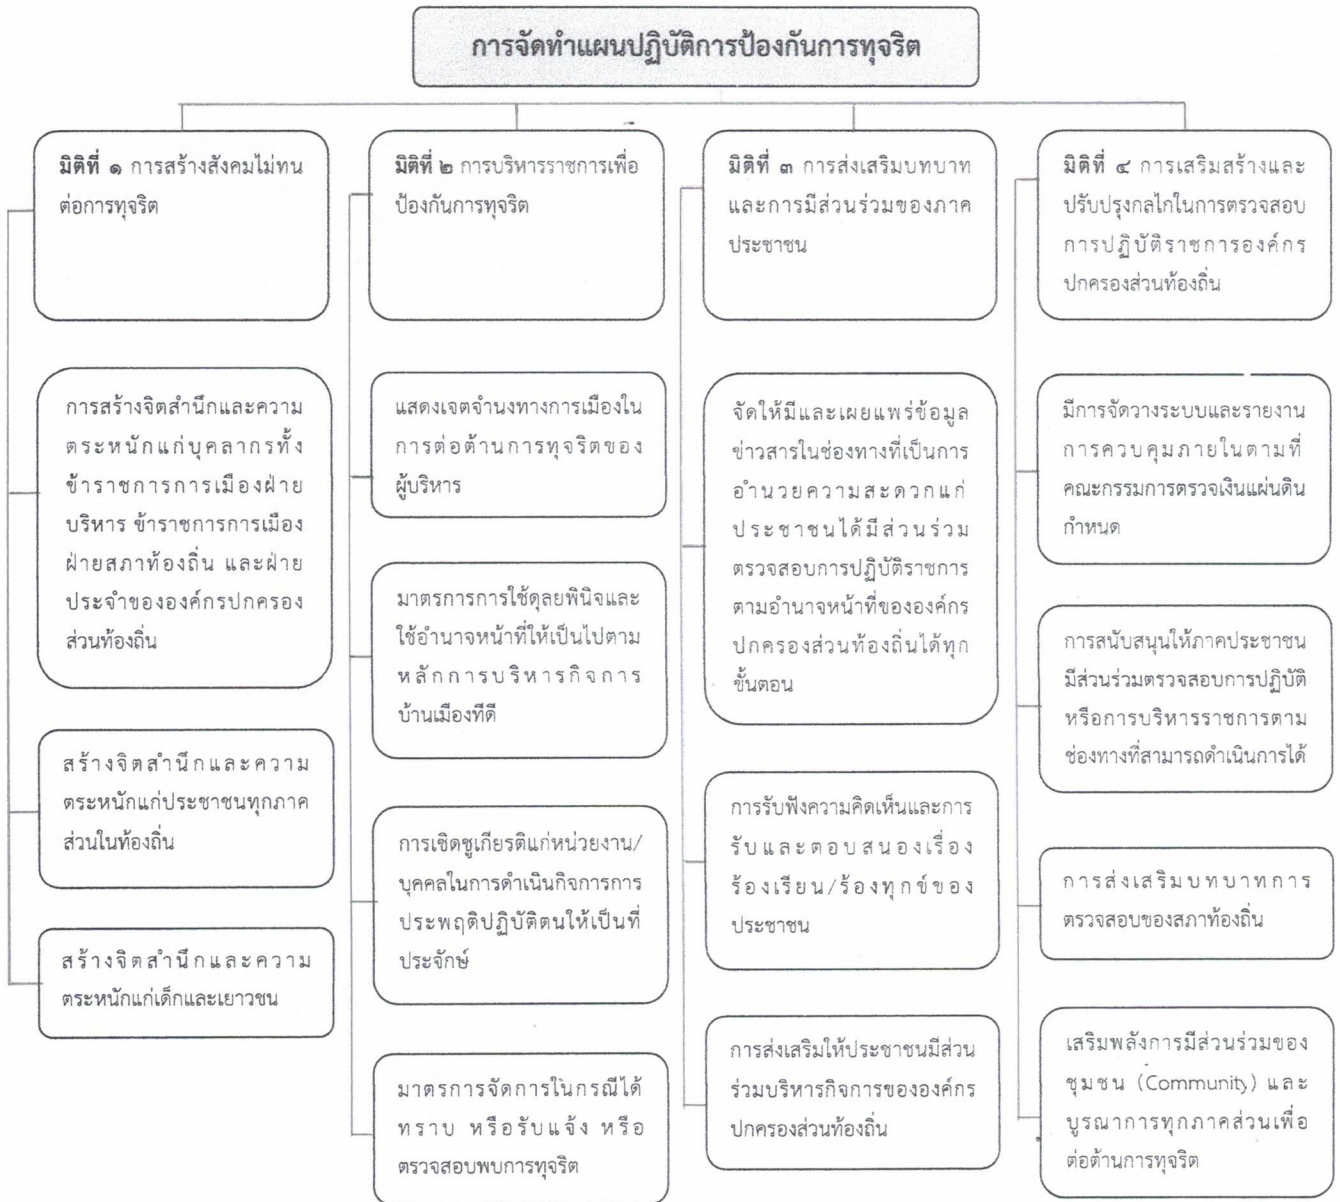 การจัดทำแผนปฏิบัติการป้องกันการทุจริต
มิติที่ ๑ การสร้างสังคมไม่ทน
ต่อการทุจริต
การสร้างจิตสำนึกและความ
ตระหนักแก่บุคลากรทั้ง
ข้าราชการการเมืองฝ่าย
บริหาร ข้าราชการการเมือง
ฝ่ายสภาท้องถิ่น และฝ่าย
ประจำขององค์กรปกครอง
ส่วนท้องถิ่น
สร้างจิตสำนึกและความ
ตระหนักแก่ประชาชนทุกภาค
ส่วนในท้องถิ่น
สร้างจิตสำนึกและความ
ตระหนักแก่เด็กและเยาวชน
มิติที่ ๒ การบริหารราชการเพื่อ
ป้องกันการทุจริต
แสดงเจตจำนงทางการเมืองใน
การต่อต้านการทุจริตของ
ผู้บริหาร
มาตรการการใช้ดุลยพินิจและ
ใช้อำนาจหน้าที่ให้เป็นไปตาม
หลักการบริหารกิจการ
บ้านเมืองที่ดี
การเชิดชูเกียรติแก่หน่วยงาน/
บุคคลในการดำเนินกิจการการ
ประพฤติปฏิบัติตนให้เป็นที่
ประจักษ์
มาตรการจัดการในกรณีได้
ทราบ หรือรับแจ้ง หรือ
ตรวจสอบพบการทุจริต
มิติที่ ๓ การส่งเสริมบทบาท
และการมีส่วนร่วมของภาค
ประชาชน
จัดให้มีและเผยแพร่ข้อมูล
ข่าวสารในช่องทางที่เป็นการ
อำนวยความสะดวกแก่
ประชาชนได้มีส่วนร่วม
ตรวจสอบการปฏิบัติราชการ
ตามอำนาจหน้าที่ขององค์กร
ปกครองส่วนท้องถิ่นได้ทุก
ขั้นตอน
การรับฟังความคิดเห็นและการ
รับและตอบสนองเรื่อง
ร้องเรียน/ร้องทุกข์ของ
ประชาชน
การส่งเสริมให้ประชาชนมีส่วน
ร่วมบริหารกิจการขององค์กร
ปกครองส่วนท้องถิ่น
มิติที่ ๔ การเสริมสร้างและ
ปรับปรุงกลไกในการตรวจสอบ
การปฏิบัติราชการองค์กร
ปกครองส่วนท้องถิ่น
มีการจัดวางระบบและรายงาน
การควบคุมภายในตามที่
คณะกรรมการตรวจเงินแผ่นดิน
กำหนด
การสนับสนุนให้ภาคประชาชน
มีส่วนร่วมตรวจสอบการปฏิบัติ
หรือการบริหารราชการตาม
ช่องทางที่สามารถดำเนินการได้
การส่งเสริมบทบาทการ
ตรวจสอบของสภาท้องถิ่น
เสริมพลังการมีส่วนร่วมของ
ชุมชน (Community) และ
บูรณาการทุกภาคส่วนเพื่อ
ต่อต้านการทุจริต